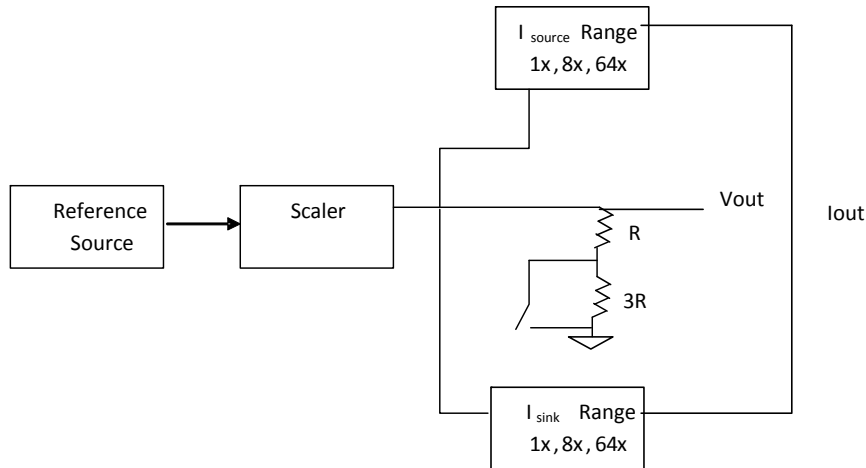 I source Range
1x, 8x, 64x
Reference
Source
Scaler
Vout
Iout
R
3R
I sink Range
1x, 8x, 64x